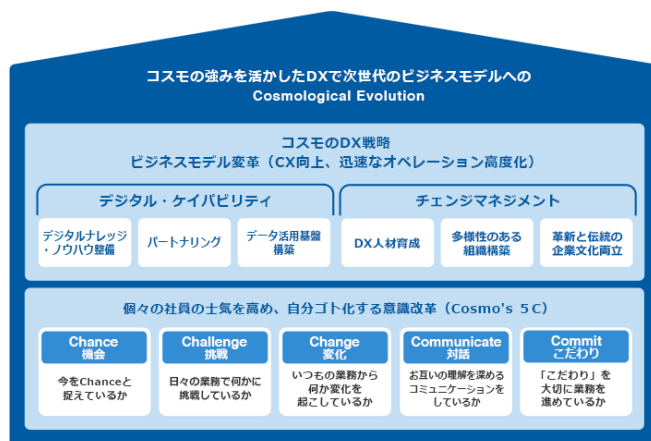 コスモの強みを活かしたDXで次世代のビジネスモデルへの
Cosmological Evolution
コスモのDX戦略
ビジネスモデル変革（CX向上、迅速なオペレーション高度化）
デジタル・ケイパビリティ
デジタルナレッジ
・ノウハウ整備
パートナリング
データ活用基盤
構築
チェンジマネジメント
DX人材育成
多様性のある
組織構築
革新と伝統の
企業文化両立
個々の社員の士気を高め、自分ゴト化する意識改革（Cosmo's 5C）
Chance
機会
今をChanceと
捉えているか
Challenge
挑戦
日々の業務で何かに
挑戦しているか
Change
変化
いつもの業務から
何か変化を
起こしているか
Communicate
対話
お互いの理解を深める
コミュニケーションを
しているか
Commit
こだわり
「こだわり」を
大切に業務を
進めているか